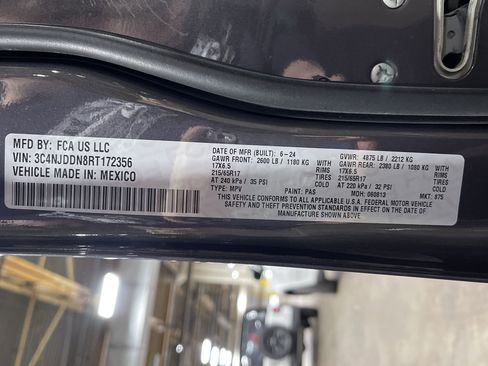 MFD BY: FCA US LLC
VIN: 3C4NJDDN8RT172356
VEHICLE MADE IN: MEXICO
DATE OF MFR (BUILT): 6-24 GVWR: 4875 LB / 2212 KG
GAWR FRONT: 2600 LB / 1180 KG GAWR REAR: 2380 LB / 1080 KG
17X6.5 RIMS 17X6.5 RIMS
215/65R17 TIRES 215/65R17 TIRES
AT 240 kPa / 35 PSI AT 220 kPa / 32 PSI
TYPE: MPV PAINT: PAS MDH: 060813 MKT: 875
THIS VEHICLE CONFORMS TO ALL APPLICABLE U.S.A. FEDERAL MOTOR VEHICLE
SAFETY AND THEFT PREVENTION STANDARDS IN EFFECT ON THE DATE OF
MANUFACTURE SHOWN ABOVE.